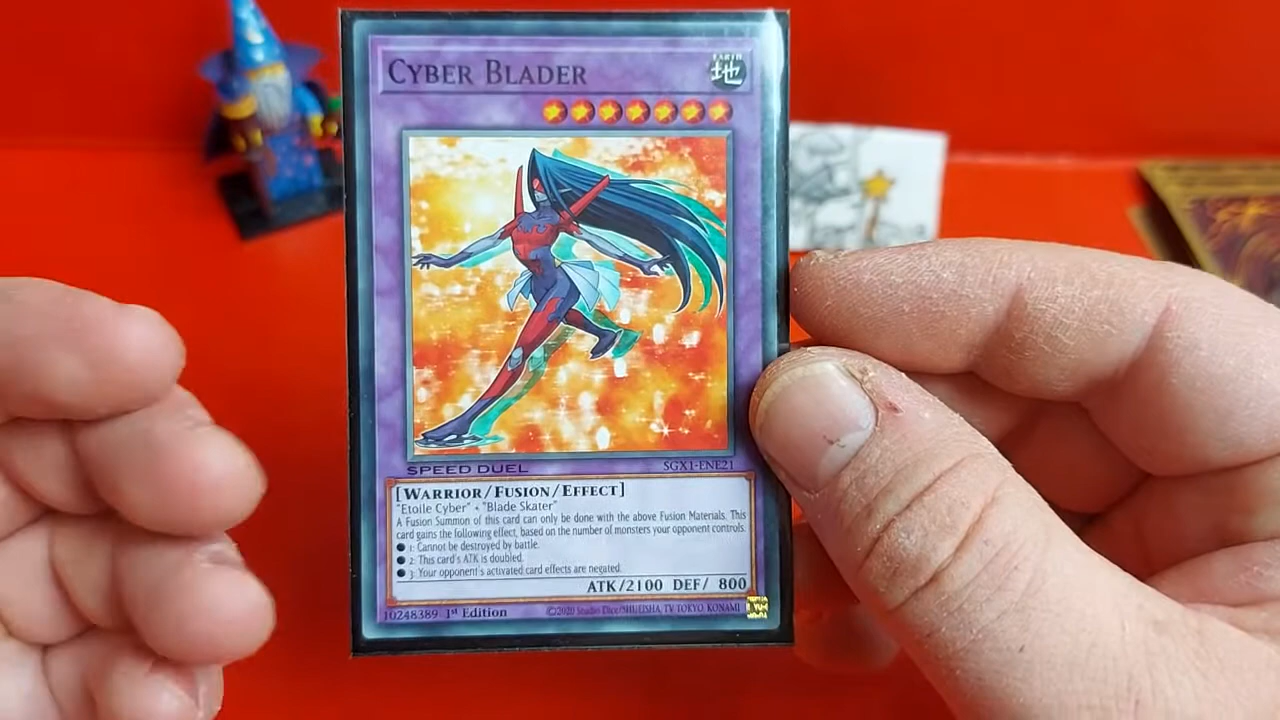 CYBER BLADER
EARTH
地
SPEED DUEL
SGX1-ENE21
[WARRIOR/FUSION/EFFECT]
"Etoile Cyber" + "Blade Skater"
A Fusion Summon of this card can only be done with the above Fusion Materials. This
card gains the following effect, based on the number of monsters your opponent controls.
● 1: Cannot be destroyed by battle.
● 2: This card's ATK is doubled.
● 3: Your opponent's activated card effects are negated.
ATK/2100 DEF/ 800
10248389 1st Edition
©2020 Studio Dice/SHUEISHA, TV TOKYO, KONAMI